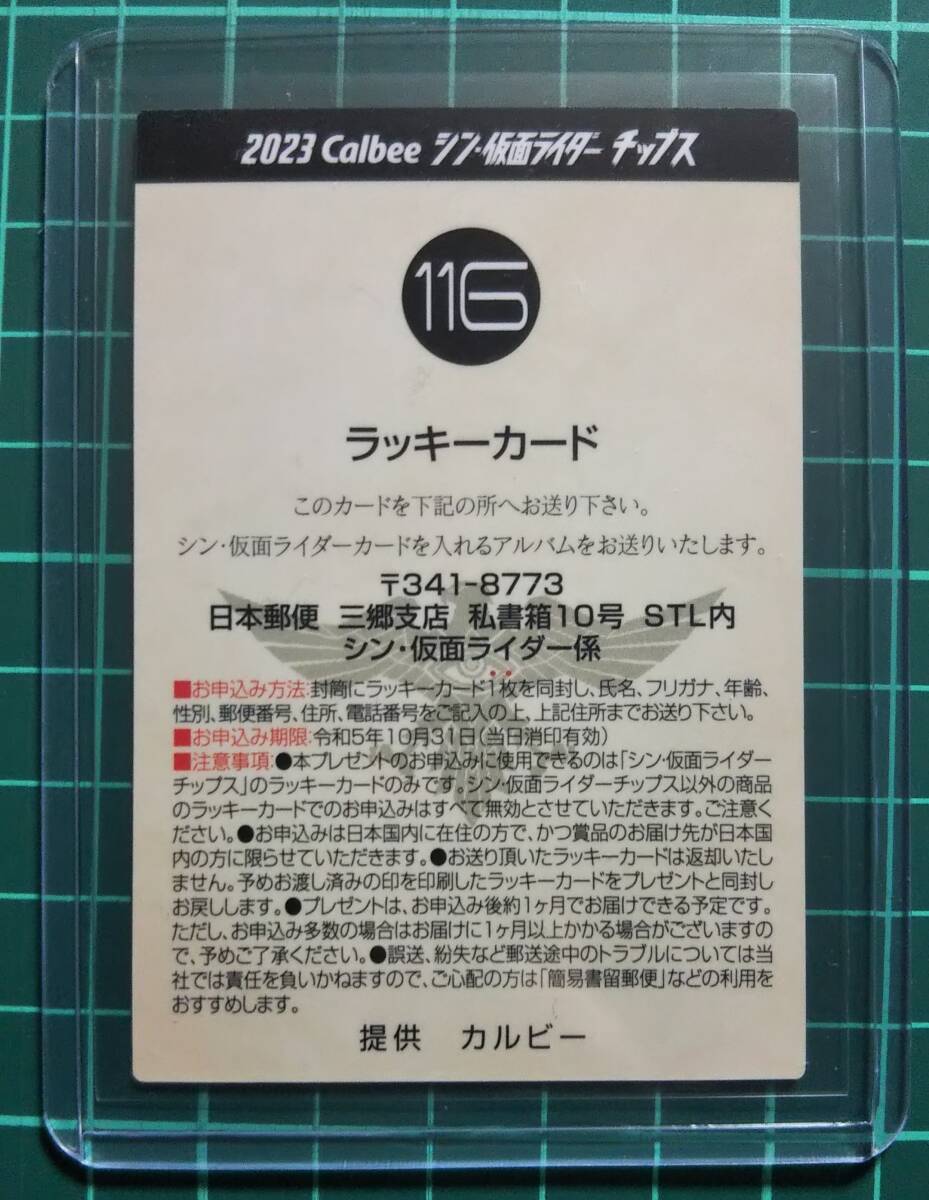 2023 Calbee シン・仮面ライダー チップス
116
ラッキーカード
このカードを下記の所へお送り下さい。
シン・仮面ライダーカードを入れるアルバムをお送りいたします。
〒341-8773
日本郵便 三郷支店 私書箱10号 STL内
シン・仮面ライダー係
■お申込み方法:封筒にラッキーカード1枚を同封し、氏名、フリガナ、年齢、
性別、郵便番号、住所、電話番号をご記入の上、上記住所までお送り下さい。
■お申込み期限:令和5年10月31日(当日消印有効)
■注意事項:●本プレゼントのお申込みに使用できるのは「シン・仮面ライダー
チップス」のラッキーカードのみです。シン・仮面ライダーチップス以外の商品
のラッキーカードでのお申込みはすべて無効とさせていただきます。ご注意く
ださい。●お申込みは日本国内に在住の方で、かつ賞品のお届け先が日本国
内の方に限らせていただきます。●お送り頂いたラッキーカードは返却いたし
ません。予めお渡し済みの印を印刷したラッキーカードをプレゼントと同封し
お戻しします。●プレゼントは、お申込み後約1ヶ月でお届けできる予定です。
ただし、お申込み多数の場合はお届けに1ヶ月以上かかる場合がございますの
で、予めご了承ください。●誤送、紛失など郵送途中のトラブルについては当
社では責任を負いかねますので、ご心配の方は「簡易書留郵便」などの利用を
おすすめします。
提供 カルビー